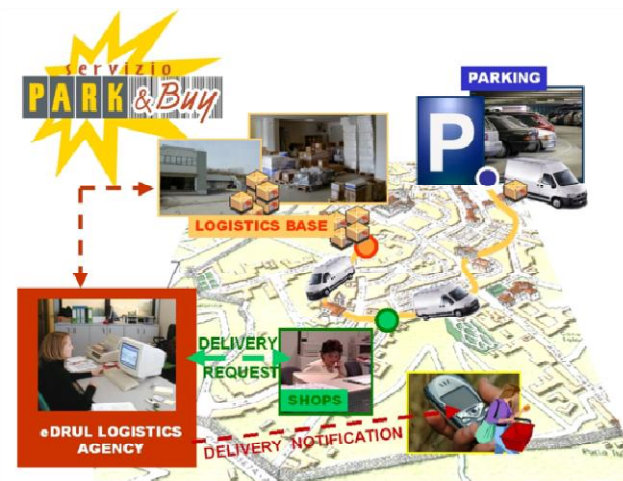 servizio
PARK & Buy
PARKING
P
LOGISTICS BASE
DELIVERY
REQUEST
SHOPS
eDRUL LOGISTICS
AGENCY
DELIVERY NOTIFICATION